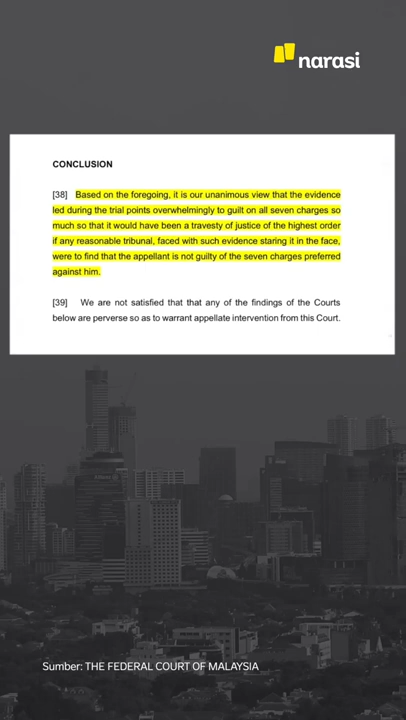 narasi
CONCLUSION
[38] Based on the foregoing, it is our unanimous view that the evidence
led during the trial points overwhelmingly to guilt on all seven charges so
much so that it would have been a travesty of justice of the highest order
if any reasonable tribunal, faced with such evidence staring it in the face,
were to find that the appellant is not guilty of the seven charges preferred
against him.
[39] We are not satisfied that that any of the findings of the Courts
below are perverse so as to warrant appellate intervention from this Court.
Sumber: THE FEDERAL COURT OF MALAYSIA